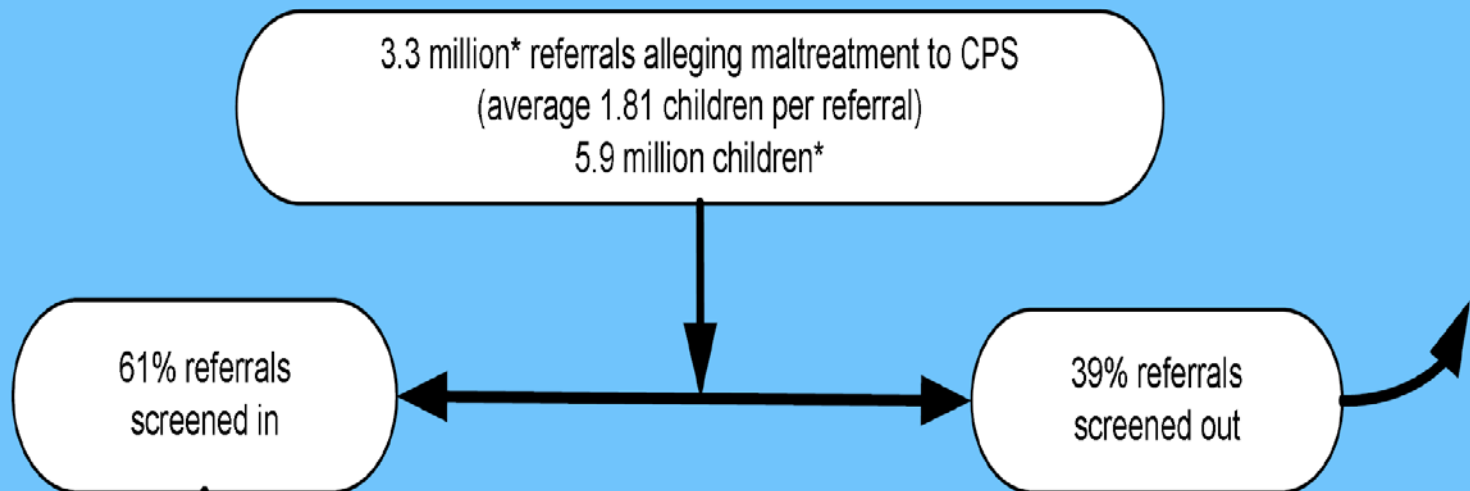 3.3 million* referrals alleging maltreatment to CPS
(average 1.81 children per referral)
5.9 million children*
61% referrals
screened in
39% referrals
screened out